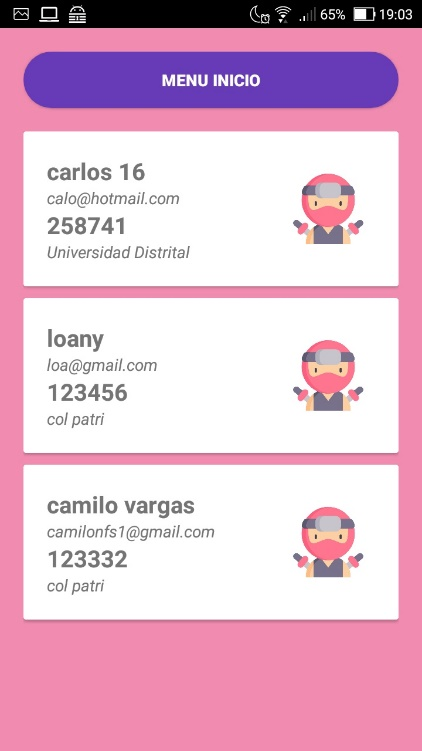 65% 19:03
MENU INICIO
carlos 16
calo@hotmail.com
258741
Universidad Distrital
loany
loa@gmail.com
123456
col patri
camilo vargas
camilonfs1@gmail.com
123332
col patri